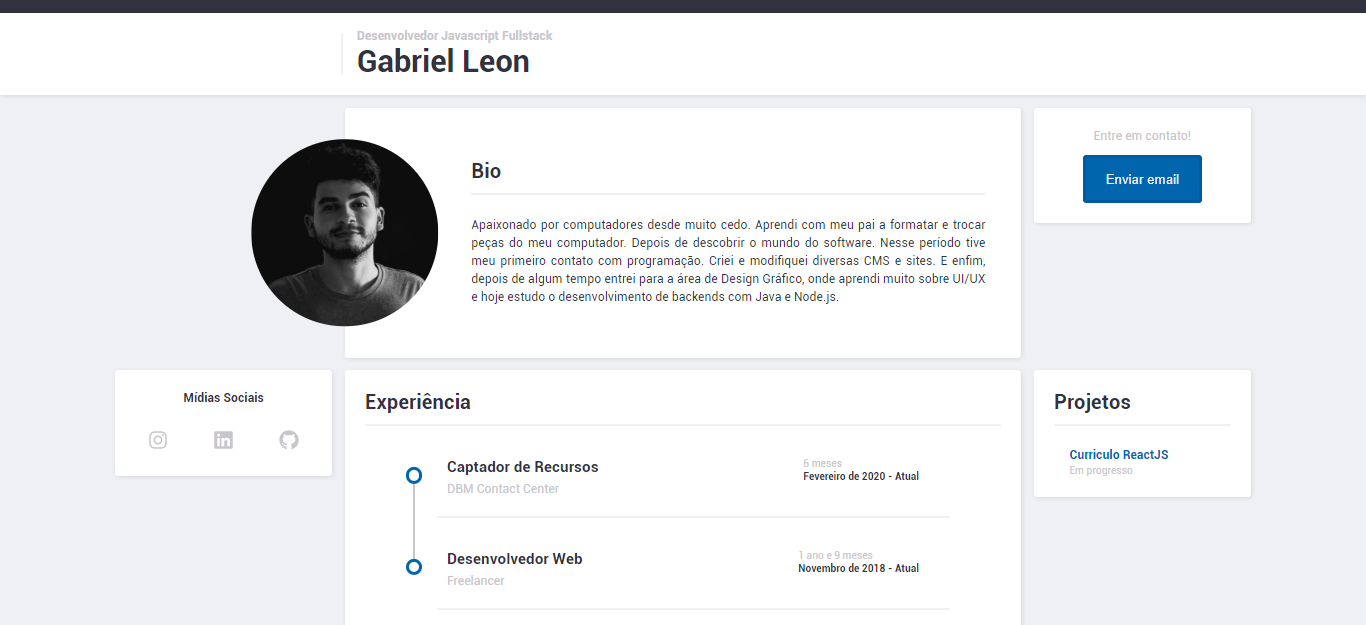 Desenvolvedor Javascript Fullstack
Gabriel Leon
Bio
Apaixonado por computadores desde muito cedo. Aprendi com meu pai a formatar e trocar
peças do meu computador. Depois de descobrir o mundo do software. Nesse período tive
meu primeiro contato com programação. Criei e modifiquei diversas CMS e sites. E enfim,
depois de algum tempo entrei para a área de Design Gráfico, onde aprendi muito sobre UI/UX
e hoje estudo o desenvolvimento de backends com Java e Node.js.
Entre em contato!
Enviar email
Mídias Sociais
Experiência
Captador de Recursos
DBM Contact Center
6 meses
Fevereiro de 2020 - Atual
Desenvolvedor Web
Freelancer
1 ano e 9 meses
Novembro de 2018 - Atual
Projetos
Curriculo ReactJS
Em progresso